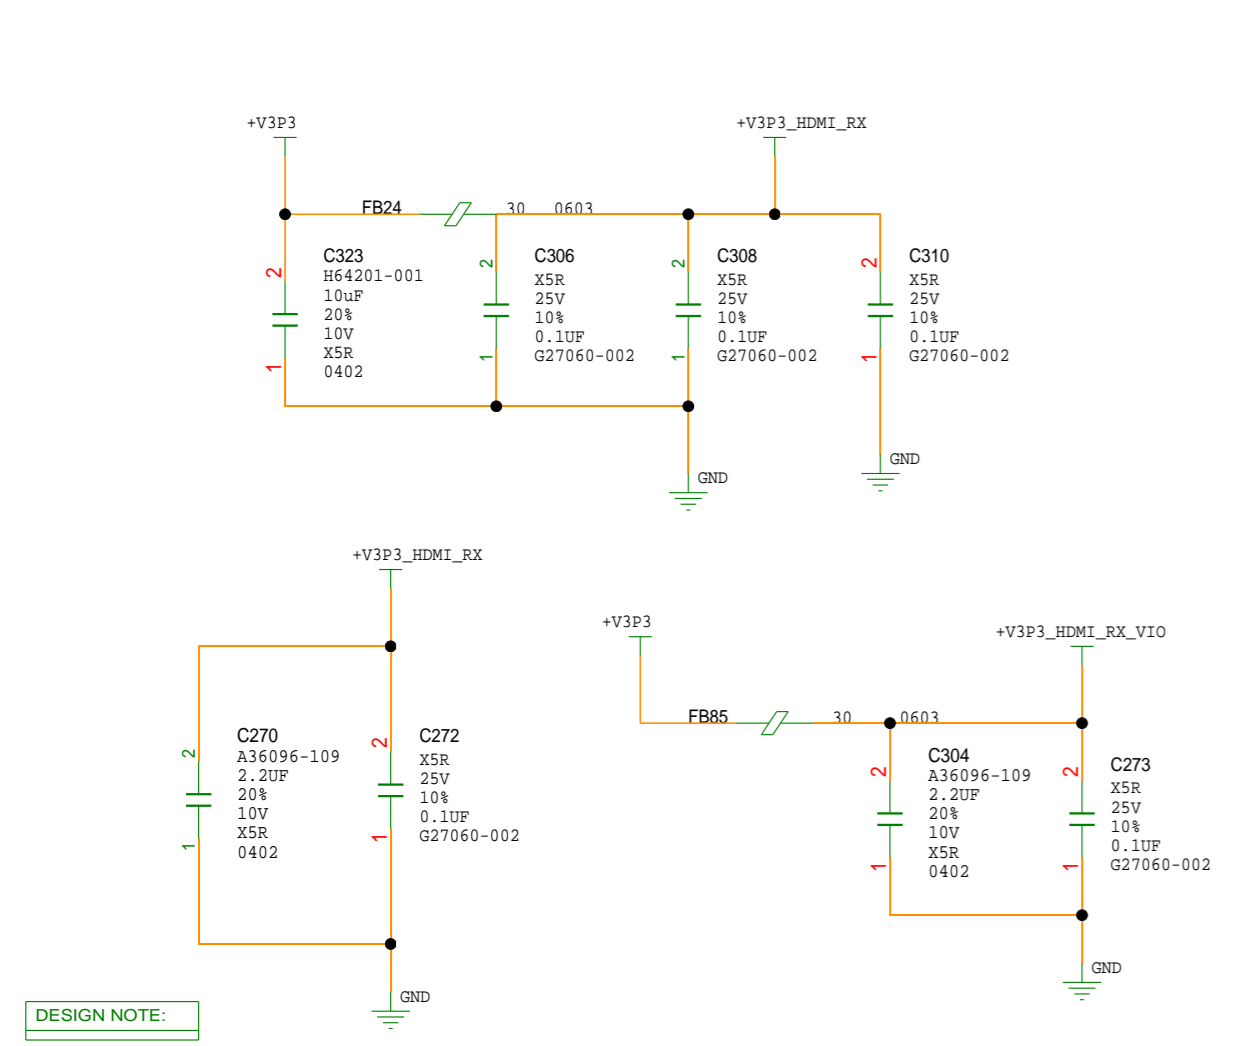 +V3P3
+V3P3_HDMI_RX
FB24
30 0603
C323
H64201-001
10uF
20%
10V
X5R
0402
2
1
C306
X5R
25V
10%
0.1UF
G27060-002
2
1
C308
X5R
25V
10%
0.1UF
G27060-002
2
1
C310
X5R
25V
10%
0.1UF
G27060-002
2
1
GND
GND
+V3P3_HDMI_RX
C270
A36096-109
2.2UF
20%
10V
X5R
0402
2
1
C272
X5R
25V
10%
0.1UF
G27060-002
2
1
GND
+V3P3
+V3P3_HDMI_RX_VIO
FB85
30 0603
C304
A36096-109
2.2UF
20%
10V
X5R
0402
2
1
C273
X5R
25V
10%
0.1UF
G27060-002
2
1
GND
DESIGN NOTE: